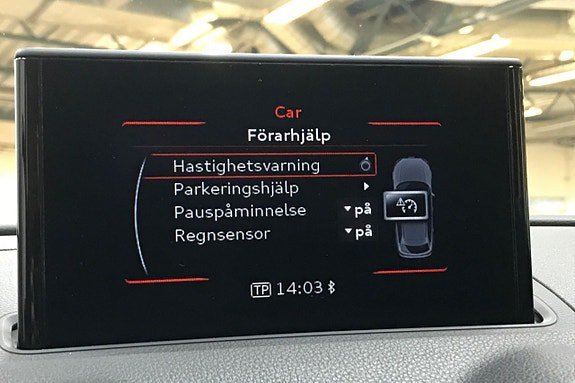 Car
Förarhjälp
Hastighetsvarning
Parkeringshjälp
Pauspåminnelse på
Regnsensor på
TP 14:03